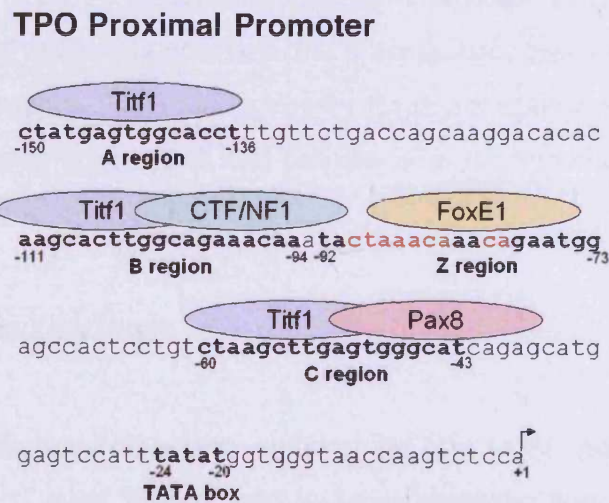 TPO Proximal Promoter
Titf1
ctatgagtggcaccttttgttctgaccagcaaggacacac
-150 -136
A region
Titf1 CTF/NF1 FoxE1
aagcacttggcagaaacaaatactaaacaaacagaatgg
-111 -94 -92 -73
B region Z region
Titf1 Pax8
agccactcctgtctaagcttgagtgggcatcagagcatg
-60 -43
C region
gagtccatttatatggtgggtaaccaagtctcca
-24 -20 +1
TATA box